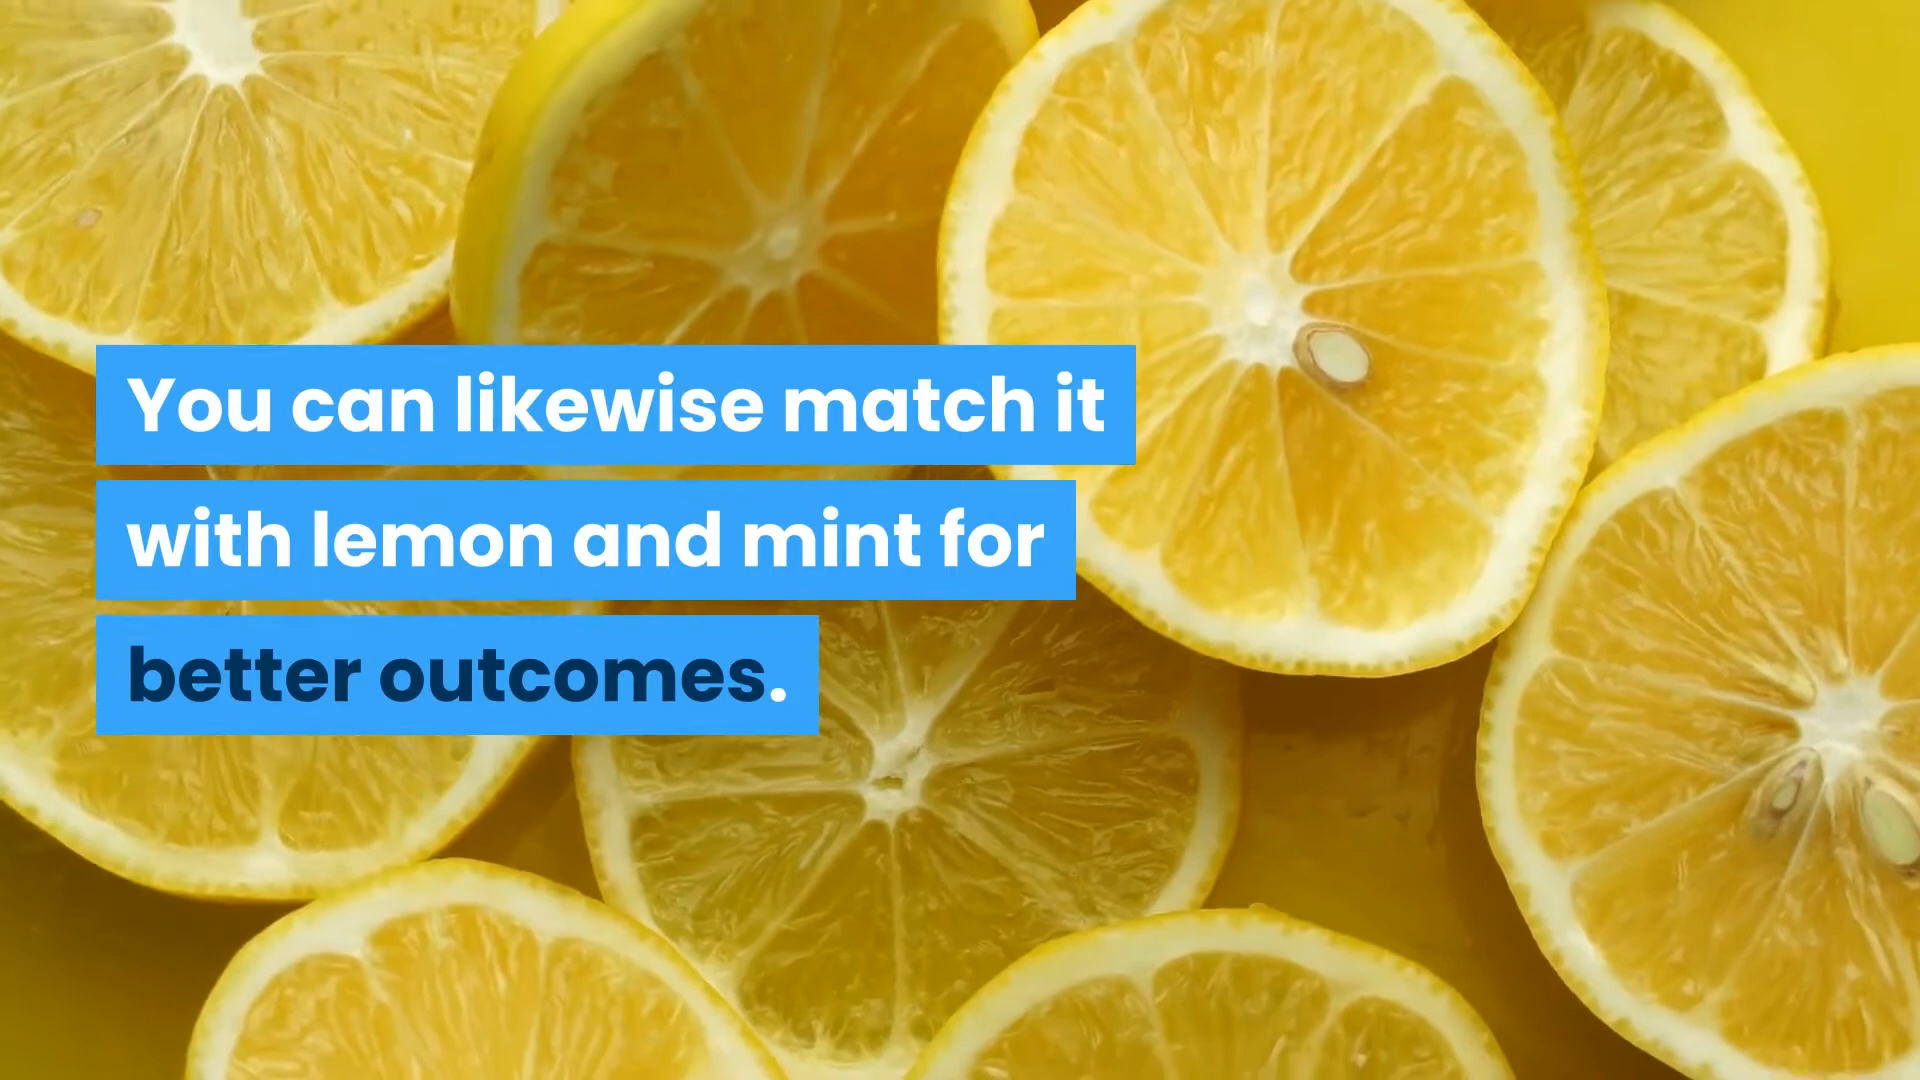 You can likewise match it
with lemon and mint for
better outcomes.